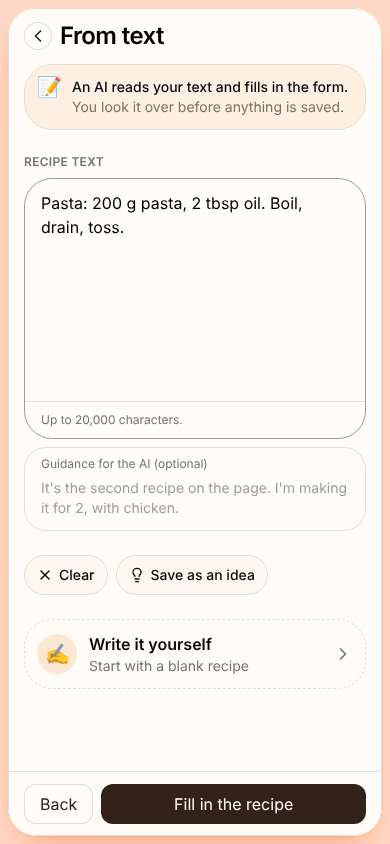 From text
An AI reads your text and fills in the form.
You look it over before anything is saved.
RECIPE TEXT
Pasta: 200 g pasta, 2 tbsp oil. Boil,
drain, toss.
Up to 20,000 characters.
Guidance for the AI (optional)
It's the second recipe on the page. I'm making
it for 2, with chicken.
Clear
Save as an idea
Write it yourself
Start with a blank recipe
Back
Fill in the recipe